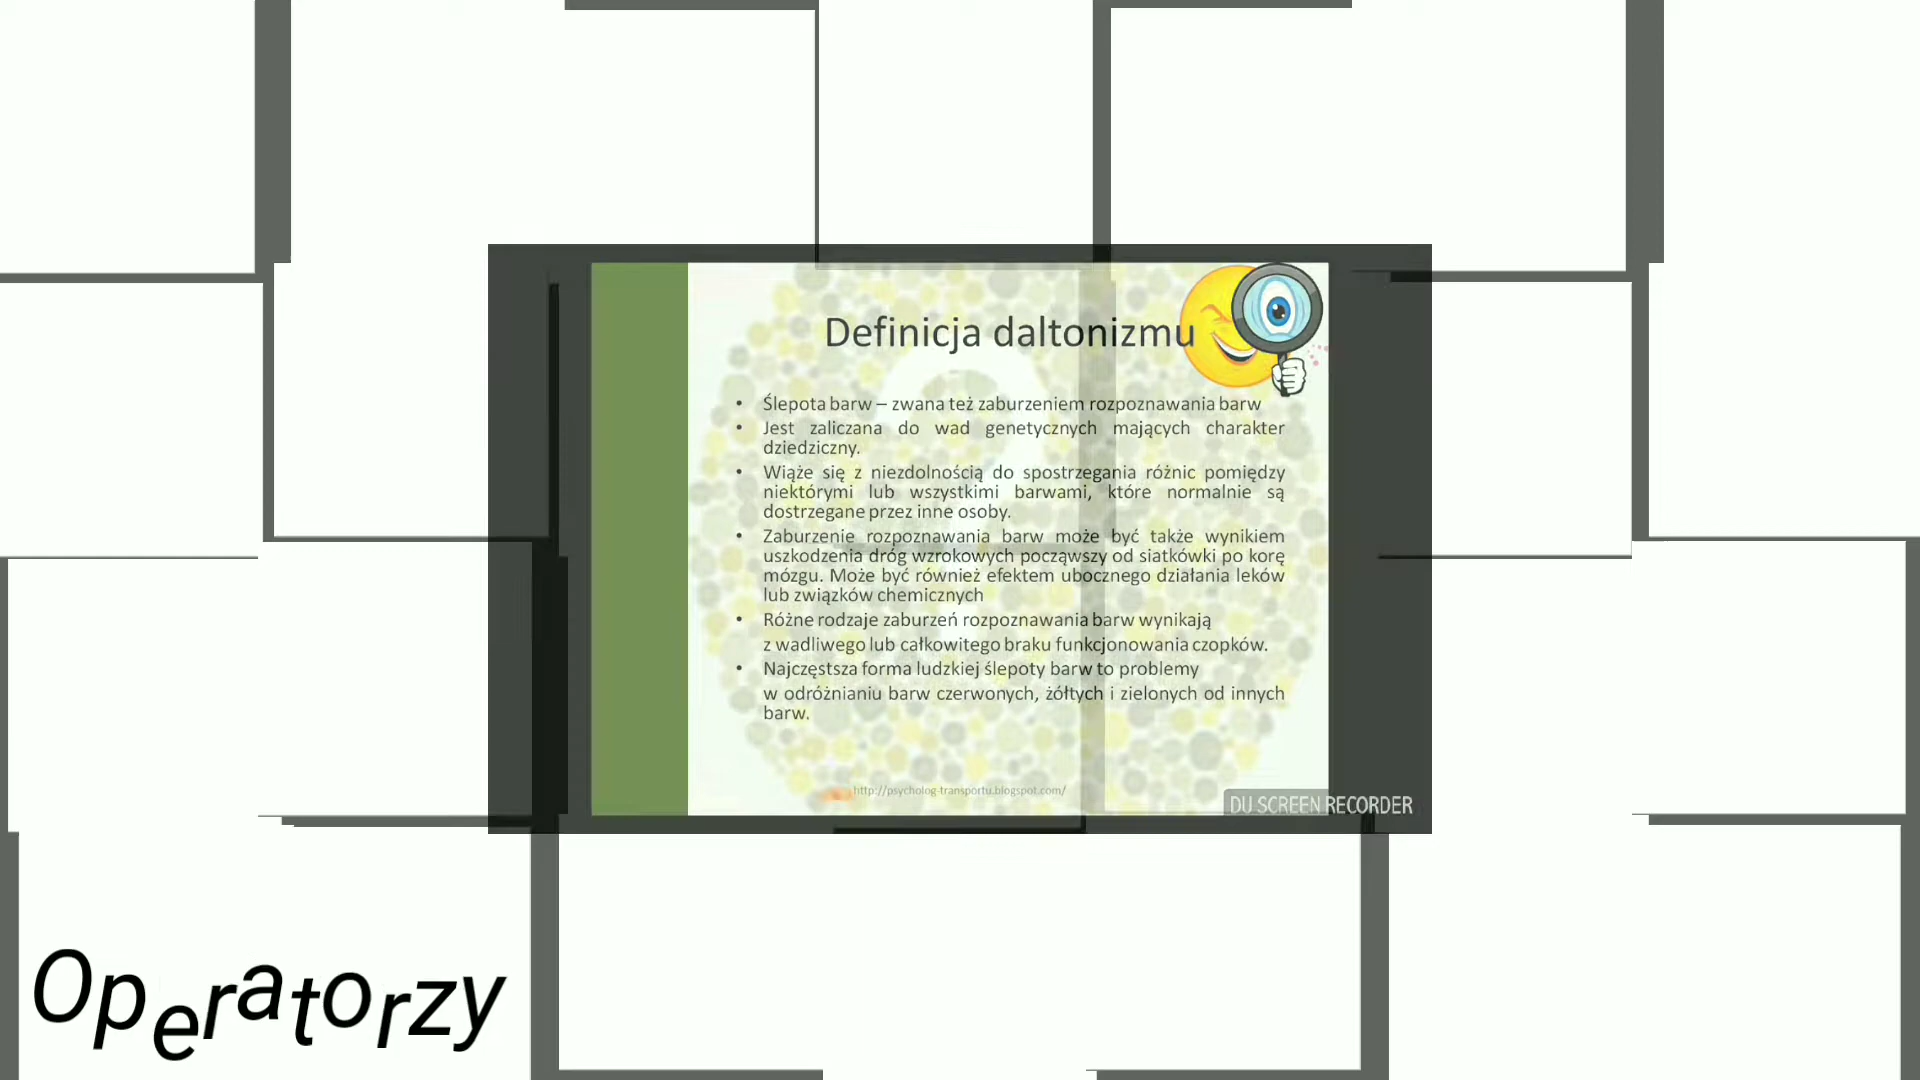 Definicja daltonizmu
• Ślepota barw – zwana też zaburzeniem rozpoznawania barw
• Jest zaliczana do wad genetycznych mających charakter
dziedziczny.
• Wiąże się z niezdolnością do spostrzegania różnic pomiędzy
niektórymi lub wszystkimi barwami, które normalnie są
dostrzegane przez inne osoby.
• Zaburzenie rozpoznawania barw może być także wynikiem
uszkodzenia dróg wzrokowych począwszy od siatkówki po korę
mózgu. Może być również efektem ubocznego działania leków
lub związków chemicznych
• Różne rodzaje zaburzeń rozpoznawania barw wynikają
z wadliwego lub całkowitego braku funkcjonowania czopków.
• Najczęstsza forma ludzkiej ślepoty barw to problemy
w odróżnianiu barw czerwonych, żółtych i zielonych od innych
barw.
http://psycholog-transportu.blogspot.com/
DU SCREEN RECORDER
Operatorzy